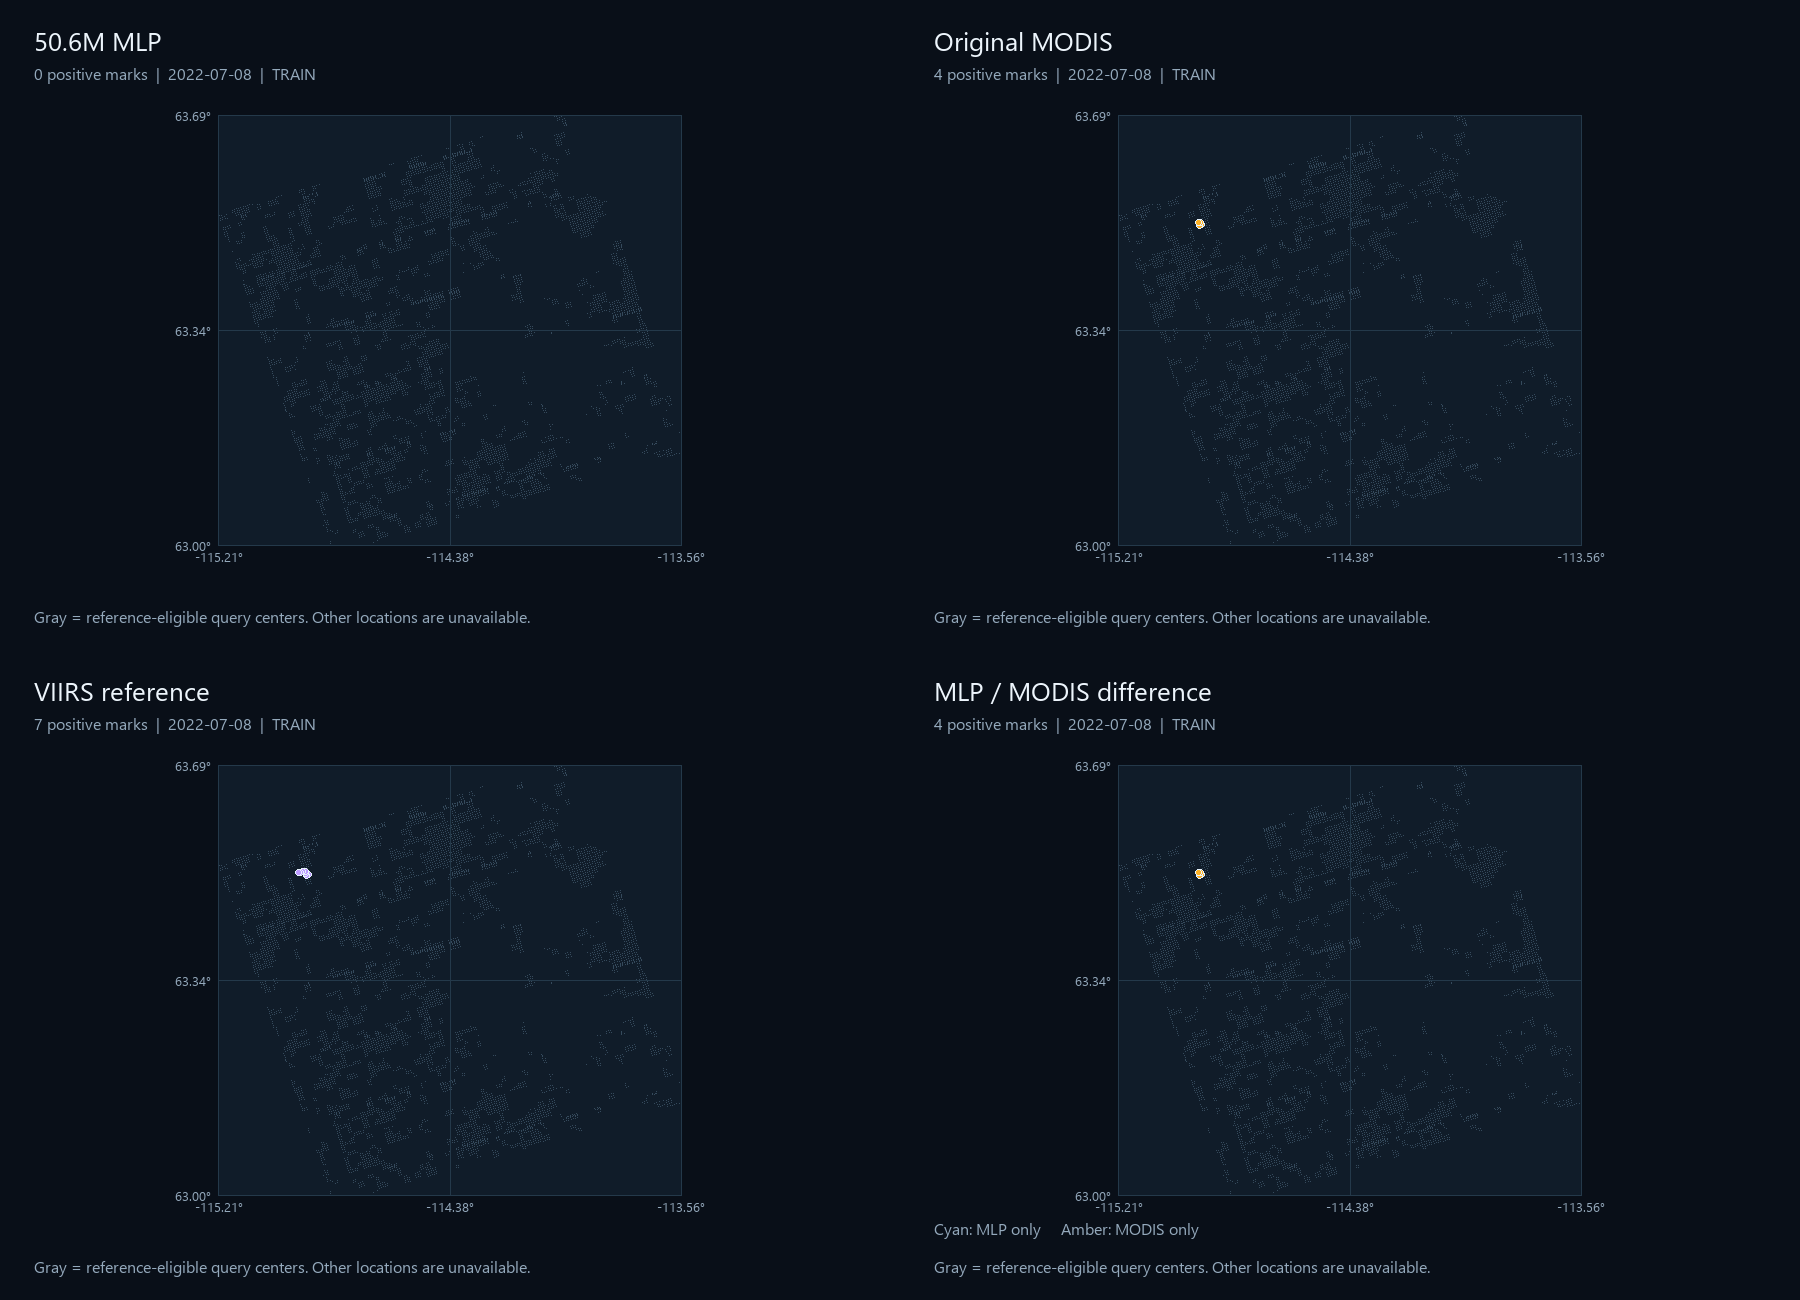 50.6M MLP
0 positive marks | 2022-07-08 | TRAIN
63.69°
63.34°
63.00°
-115.21° -114.38° -113.56°
Gray = reference-eligible query centers. Other locations are unavailable.
Original MODIS
4 positive marks | 2022-07-08 | TRAIN
63.69°
63.34°
63.00°
-115.21° -114.38° -113.56°
Gray = reference-eligible query centers. Other locations are unavailable.
VIIRS reference
7 positive marks | 2022-07-08 | TRAIN
63.69°
63.34°
63.00°
-115.21° -114.38° -113.56°
Gray = reference-eligible query centers. Other locations are unavailable.
MLP / MODIS difference
4 positive marks | 2022-07-08 | TRAIN
63.69°
63.34°
63.00°
-115.21° -114.38° -113.56°
Cyan: MLP only Amber: MODIS only
Gray = reference-eligible query centers. Other locations are unavailable.